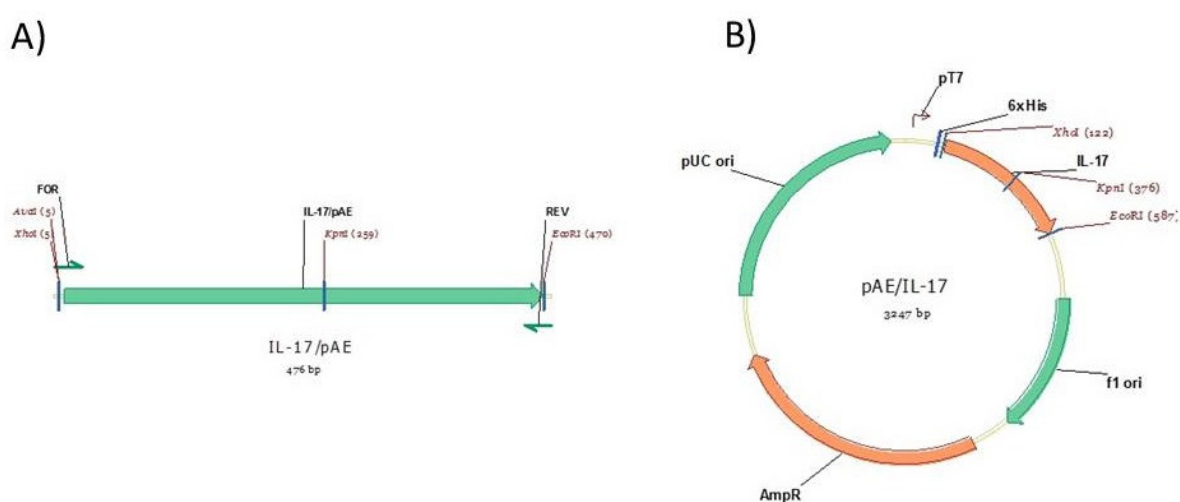 A)
FOR
AvaI (5)
XhoI (5)
IL-17/pAE
KpnI (259)
REV
EcoRI (470)
IL-17/pAE
476 bp
B)
pT7
6xHis
XhoI (122)
IL-17
KpnI (376)
EcoRI (587)
pUC ori
pAE/IL-17
3247 bp
f1 ori
AmpR